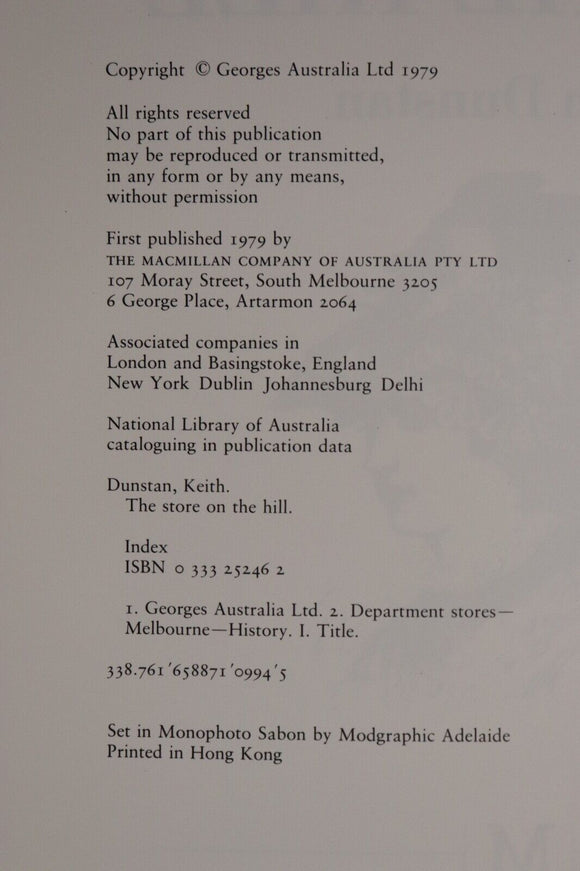 Copyright © Georges Australia Ltd 1979
All rights reserved
No part of this publication
may be reproduced or transmitted,
in any form or by any means,
without permission
First published 1979 by
THE MACMILLAN COMPANY OF AUSTRALIA PTY LTD
107 Moray Street, South Melbourne 3205
6 George Place, Artarmon 2064
Associated companies in
London and Basingstoke, England
New York Dublin Johannesburg Delhi
National Library of Australia
cataloguing in publication data
Dunstan, Keith.
The store on the hill.
Index
ISBN 0 333 25246 2
1. Georges Australia Ltd. 2. Department stores—
Melbourne—History. I. Title.
338.761'658871'0994'5
Set in Monophoto Sabon by Modgraphic Adelaide
Printed in Hong Kong